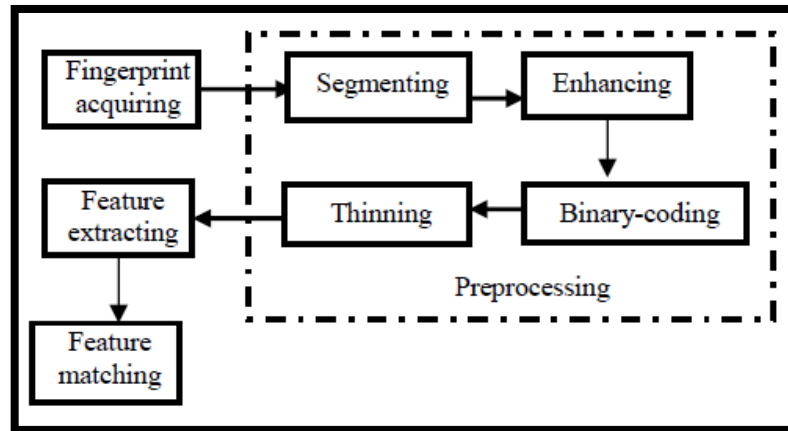 Fingerprint
acquiring
Segmenting
Enhancing
Binary-coding
Thinning
Feature
extracting
Preprocessing
Feature
matching